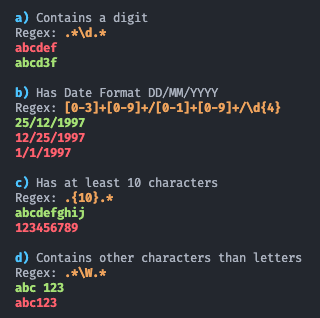 a) Contains a digit
Regex: .*\d.*
abcdef
abcd3f
b) Has Date Format DD/MM/YYYY
Regex: [0-3]+[0-9]+/[0-1]+[0-9]+/\d{4}
25/12/1997
12/25/1997
1/1/1997
c) Has at least 10 characters
Regex: .{10}.*
abcdefghij
123456789
d) Contains other characters than letters
Regex: .*\W.*
abc 123
abc123